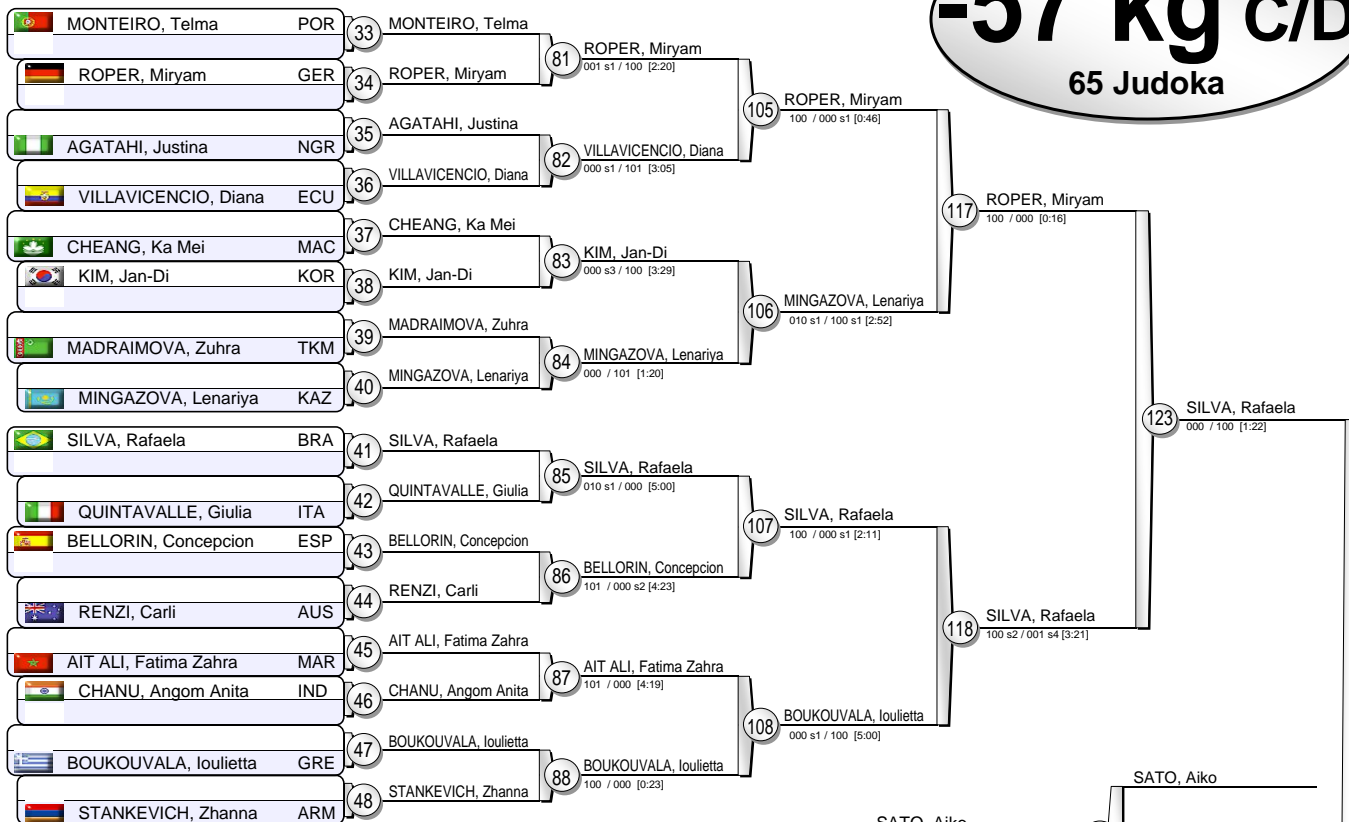 -57 kg C/D
65 Judoka
MONTEIRO, Telma POR
ROPER, Miryam GER
AGATAHI, Justina NGR
VILLAVICENCIO, Diana ECU
CHEANG, Ka Mei MAC
KIM, Jan-Di KOR
MADRAIMOVA, Zuhra TKM
MINGAZOVA, Lenariya KAZ
SILVA, Rafaela BRA
QUINTAVALLE, Giulia ITA
BELLORIN, Concepcion ESP
RENZI, Carli AUS
AIT ALI, Fatima Zahra MAR
CHANU, Angom Anita IND
BOUKOUVALA, Ioulietta GRE
STANKEVICH, Zhanna ARM
33 MONTEIRO, Telma
34 ROPER, Miryam
35 AGATAHI, Justina
36 VILLAVICENCIO, Diana
37 CHEANG, Ka Mei
38 KIM, Jan-Di
39 MADRAIMOVA, Zuhra
40 MINGAZOVA, Lenariya
41 SILVA, Rafaela
42 QUINTAVALLE, Giulia
43 BELLORIN, Concepcion
44 RENZI, Carli
45 AIT ALI, Fatima Zahra
46 CHANU, Angom Anita
47 BOUKOUVALA, Ioulietta
48 STANKEVICH, Zhanna
81 ROPER, Miryam
001 s1 / 100 [2:20]
82 VILLAVICENCIO, Diana
000 s1 / 101 [3:05]
83 KIM, Jan-Di
000 s3 / 100 [3:29]
84 MINGAZOVA, Lenariya
000 / 101 [1:20]
85 SILVA, Rafaela
010 s1 / 000 [5:00]
86 BELLORIN, Concepcion
101 / 000 s2 [4:23]
87 AIT ALI, Fatima Zahra
101 / 000 [4:19]
88 BOUKOUVALA, Ioulietta
100 / 000 [0:23]
105 ROPER, Miryam
100 / 000 s1 [0:46]
106 MINGAZOVA, Lenariya
010 s1 / 100 s1 [2:52]
107 SILVA, Rafaela
100 / 000 s1 [2:11]
108 BOUKOUVALA, Ioulietta
000 s1 / 100 [5:00]
117 ROPER, Miryam
100 / 000 [0:16]
118 SILVA, Rafaela
100 s2 / 001 s4 [3:21]
123 SILVA, Rafaela
000 / 100 [1:22]
SATO, Aiko
SATO, Aiko